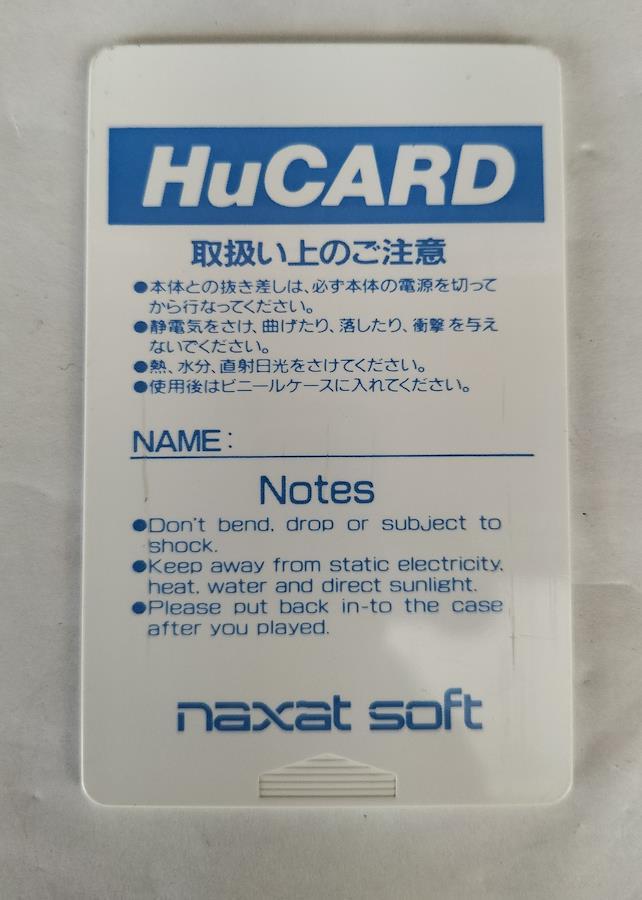 HuCARD
取扱い上のご注意
●本体との抜き差しは、必ず本体の電源を切って
から行なってください。
●静電気をさけ、曲げたり、落したり、衝撃を与え
ないでください。
●熱、水分、直射日光をさけてください。
●使用後はビニールケースに入れてください。
NAME:
Notes
●Don't bend, drop or subject to
shock.
●Keep away from static electricity,
heat, water and direct sunlight.
●Please put back in-to the case
after you played.
naxat soft